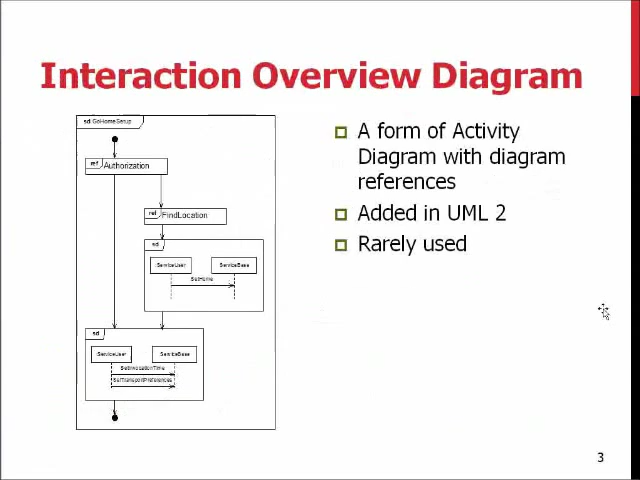 Interaction Overview Diagram
sd GoHomeSetup
ref Authorization
ref FindLocation
sd
ServiceUser ServiceBase
SetHome
sd
ServiceUser ServiceBase
SetInvocationTime
SetTransportPreferences
A form of Activity
Diagram with diagram
references
Added in UML 2
Rarely used
3